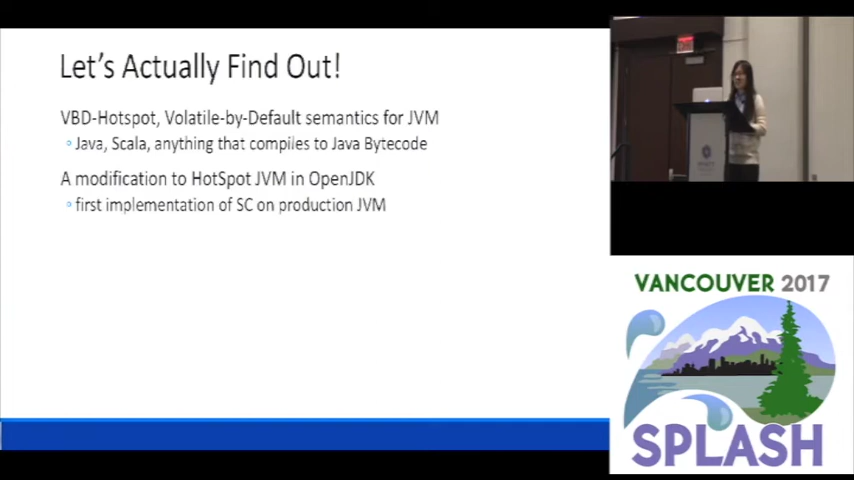 Let's Actually Find Out!
VBD-Hotspot, Volatile-by-Default semantics for JVM
Java, Scala, anything that compiles to Java Bytecode
A modification to HotSpot JVM in OpenJDK
first implementation of SC on production JVM
VANCOUVER 2017
SPLASH